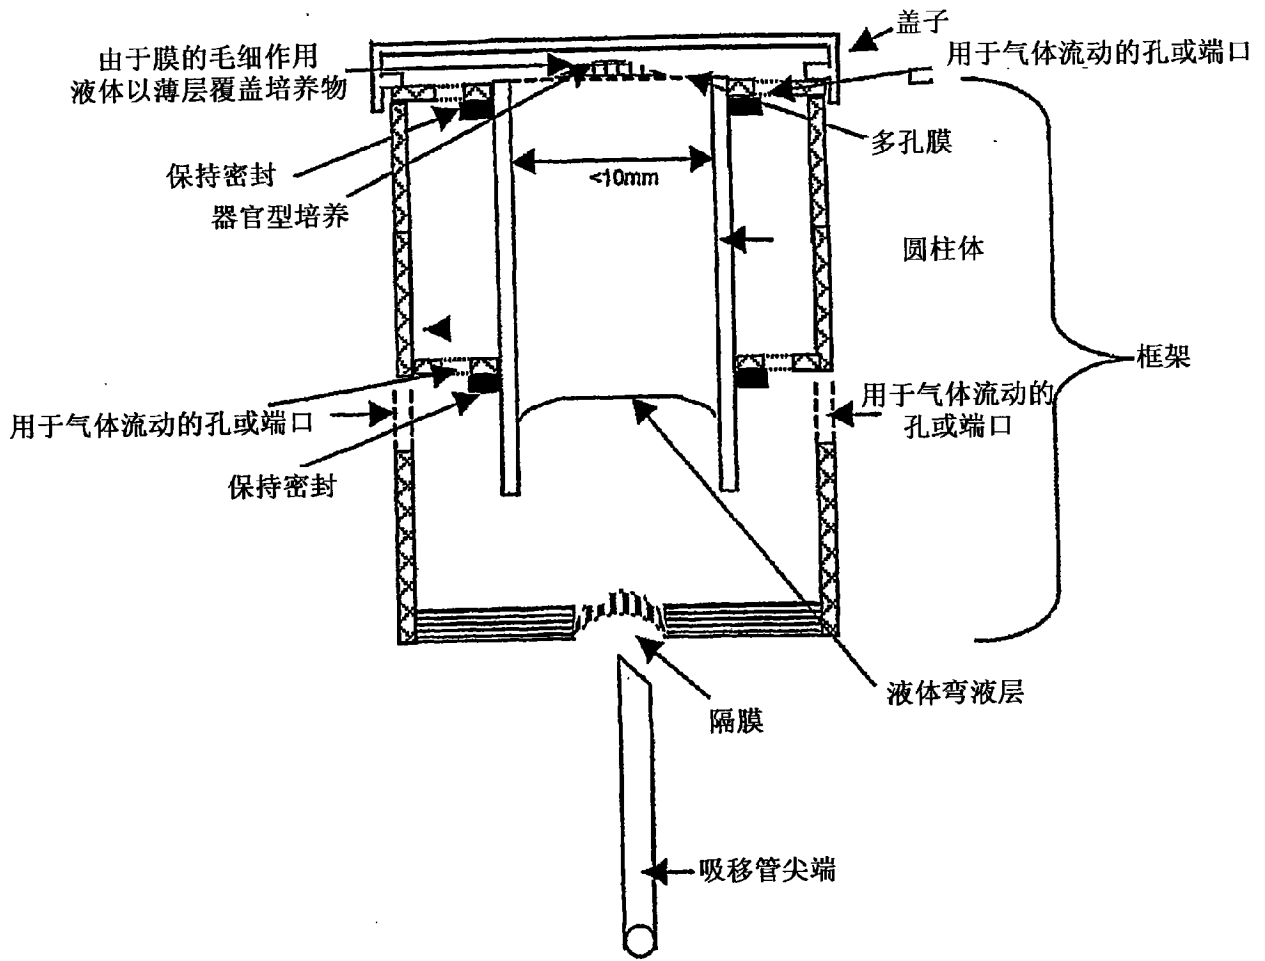 盖子
由于膜的毛细作用
液体以薄层覆盖培养物
用于气体流动的孔或端口
多孔膜
保持密封
<10mm
器官型培养
圆柱体
框架
用于气体流动的孔或端口
用于气体流动的
孔或端口
保持密封
液体弯液层
隔膜
吸移管尖端